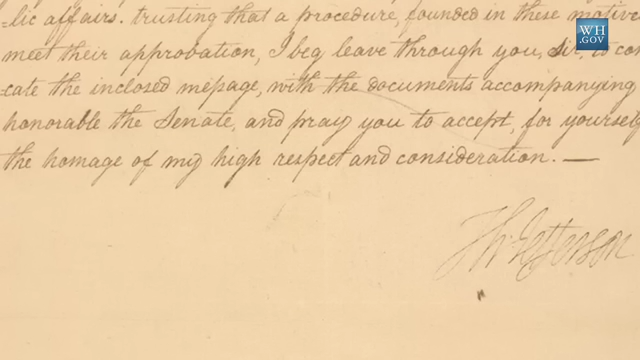 -lic affairs. trusting that a procedure, founded in these motive
meet their approbation, I beg leave through you, Sir, to com
-cate the inclosed message, with the documents accompanying
honorable the Senate, and pray you to accept, for yourself
the homage of my high respect and consideration. —
Th: Jefferson
WH
.GOV